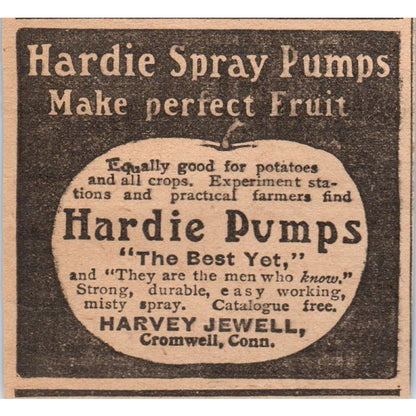 Hardie Spray Pumps
Make perfect Fruit
Equally good for potatoes
and all crops. Experiment sta-
tions and practical farmers find
Hardie Pumps
"The Best Yet,"
and "They are the men who know."
Strong, durable, easy working,
misty spray. Catalogue free.
HARVEY JEWELL,
Cromwell, Conn.